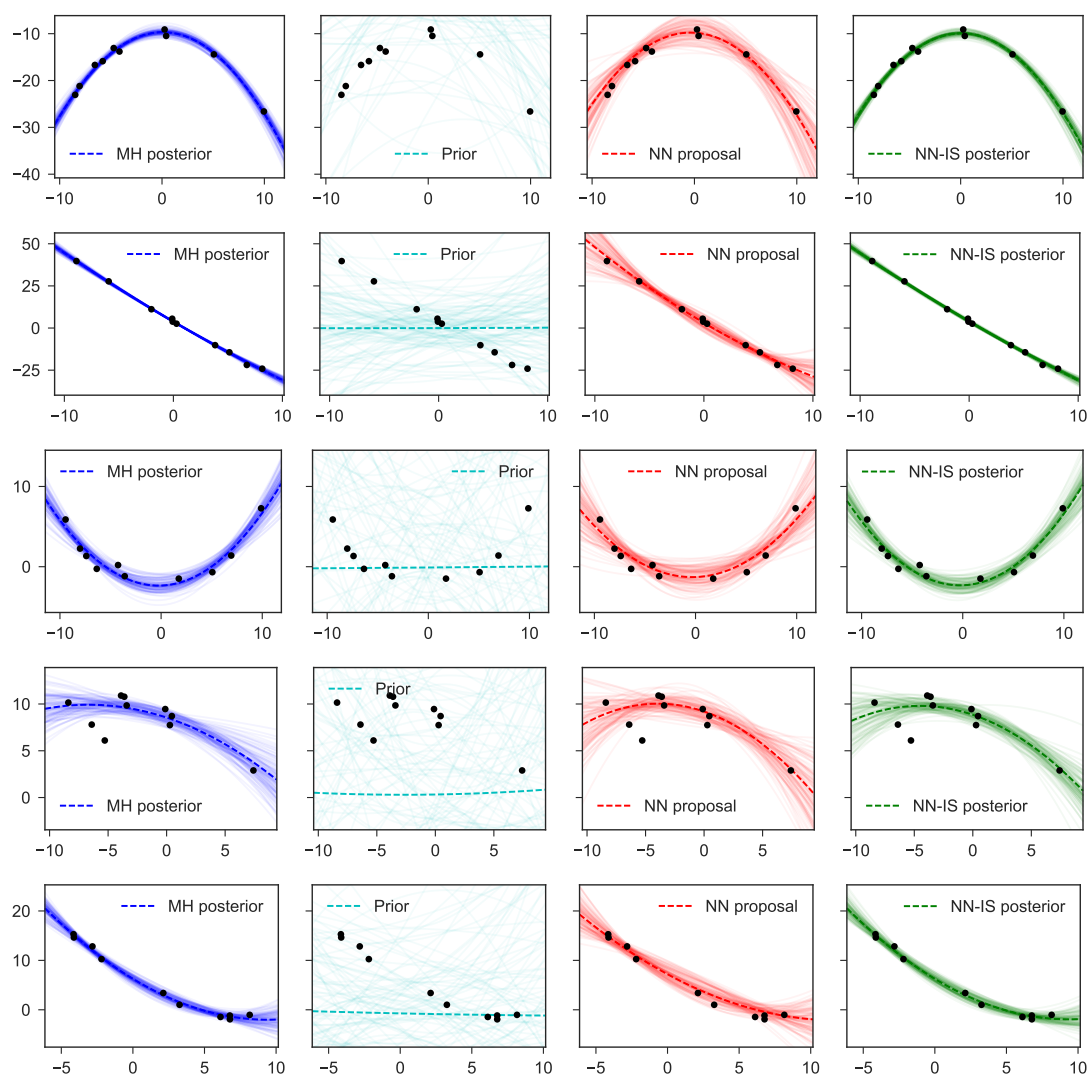 −10
−20
−30
−40
MH posterior
Prior
NN proposal
NN-IS posterior
−10 0 10 −10 0 10 −10 0 10 −10 0 10
50
25
0
−25
MH posterior
Prior
NN proposal
NN-IS posterior
−10 0 10 −10 0 10 −10 0 10 −10 0 10
10
0
MH posterior
Prior
NN proposal
NN-IS posterior
−10 0 10 −10 0 10 −10 0 10 −10 0 10
10
5
0
MH posterior
Prior
NN proposal
NN-IS posterior
−10 −5 0 5 −10 −5 0 5 −10 −5 0 5 −10 −5 0 5
20
10
0
MH posterior
Prior
NN proposal
NN-IS posterior
−5 0 5 10 −5 0 5 10 −5 0 5 10 −5 0 5 10